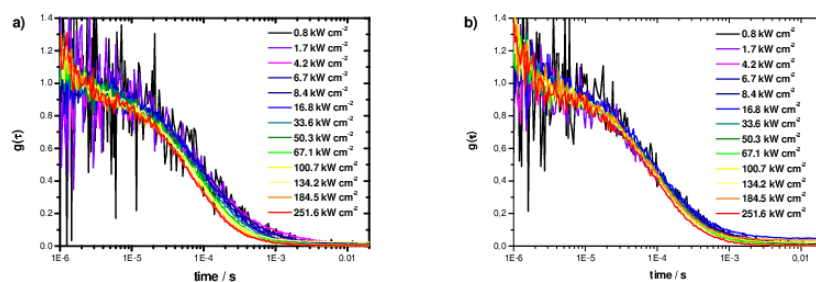 a)
1.4
1.2
1.0
0.8
0.6
0.4
0.2
0.0
g(τ)
1E-6
1E-5
1E-4
1E-3
0.01
time / s
0.8 kW cm⁻²
1.7 kW cm⁻²
4.2 kW cm⁻²
6.7 kW cm⁻²
8.4 kW cm⁻²
16.8 kW cm⁻²
33.6 kW cm⁻²
50.3 kW cm⁻²
67.1 kW cm⁻²
100.7 kW cm⁻²
134.2 kW cm⁻²
184.5 kW cm⁻²
251.6 kW cm⁻²
b)
1.4
1.2
1.0
0.8
0.6
0.4
0.2
0.0
g(τ)
1E-6
1E-5
1E-4
1E-3
0.01
time / s
0.8 kW cm⁻²
1.7 kW cm⁻²
4.2 kW cm⁻²
6.7 kW cm⁻²
8.4 kW cm⁻²
16.8 kW cm⁻²
33.6 kW cm⁻²
50.3 kW cm⁻²
67.1 kW cm⁻²
100.7 kW cm⁻²
134.2 kW cm⁻²
184.5 kW cm⁻²
251.6 kW cm⁻²